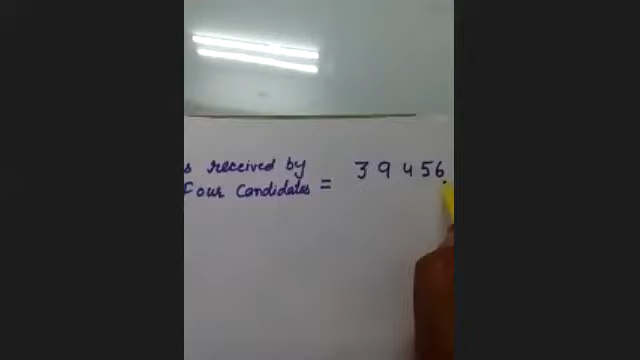 s received by
Four Candidates = 39456